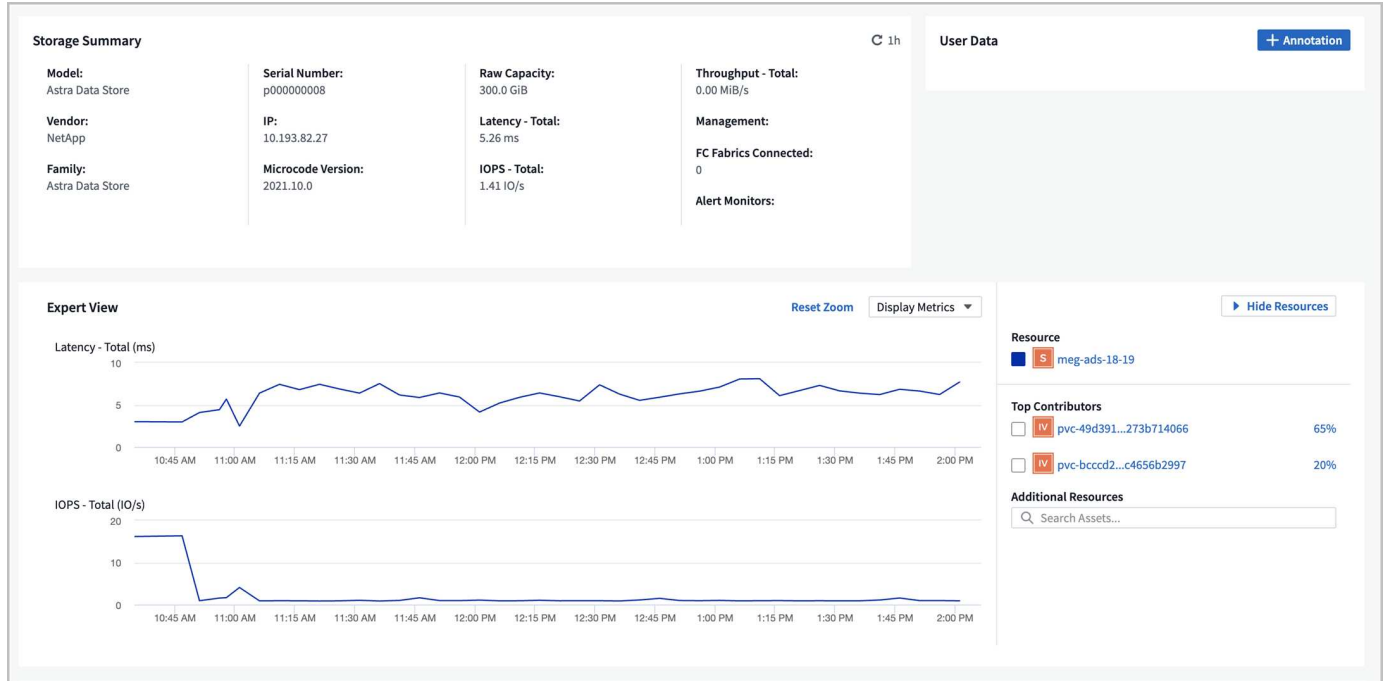 Storage Summary
1h
Model:
Astra Data Store
Vendor:
NetApp
Family:
Astra Data Store
Serial Number:
p000000008
IP:
10.193.82.27
Microcode Version:
2021.10.0
Raw Capacity:
300.0 GiB
Latency - Total:
5.26 ms
IOPS - Total:
1.41 IO/s
Throughput - Total:
0.00 MiB/s
Management:
FC Fabrics Connected:
0
Alert Monitors:
User Data
+ Annotation
Expert View
Reset Zoom
Display Metrics
Latency - Total (ms)
10
5
0
10:45 AM 11:00 AM 11:15 AM 11:30 AM 11:45 AM 12:00 PM 12:15 PM 12:30 PM 12:45 PM 1:00 PM 1:15 PM 1:30 PM 1:45 PM 2:00 PM
IOPS - Total (IO/s)
20
10
0
10:45 AM 11:00 AM 11:15 AM 11:30 AM 11:45 AM 12:00 PM 12:15 PM 12:30 PM 12:45 PM 1:00 PM 1:15 PM 1:30 PM 1:45 PM 2:00 PM
Hide Resources
Resource
S meg-ads-18-19
Top Contributors
IV pvc-49d391...273b714066 65%
IV pvc-bcccd2...c4656b2997 20%
Additional Resources
Search Assets...